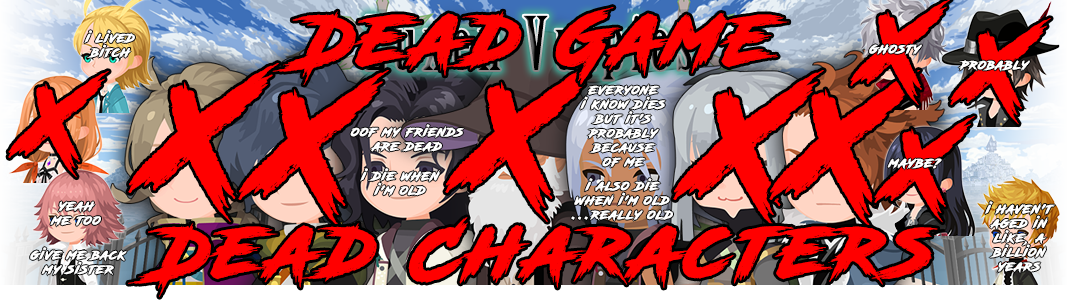 DEAD GAME
I LIVED
BITCH
GHOSTY
PROBABLY
OOF MY FRIENDS
ARE DEAD
I DIE WHEN
I'M OLD
EVERYONE
I KNOW DIES
BUT IT'S
PROBABLY
BECAUSE
OF ME
I ALSO DIE
WHEN I'M OLD
...REALLY OLD
MAYBE?
YEAH
ME TOO
GIVE ME BACK
MY SISTER
I HAVEN'T
AGED IN
LIKE, A
BILLION
YEARS
DEAD CHARACTERS